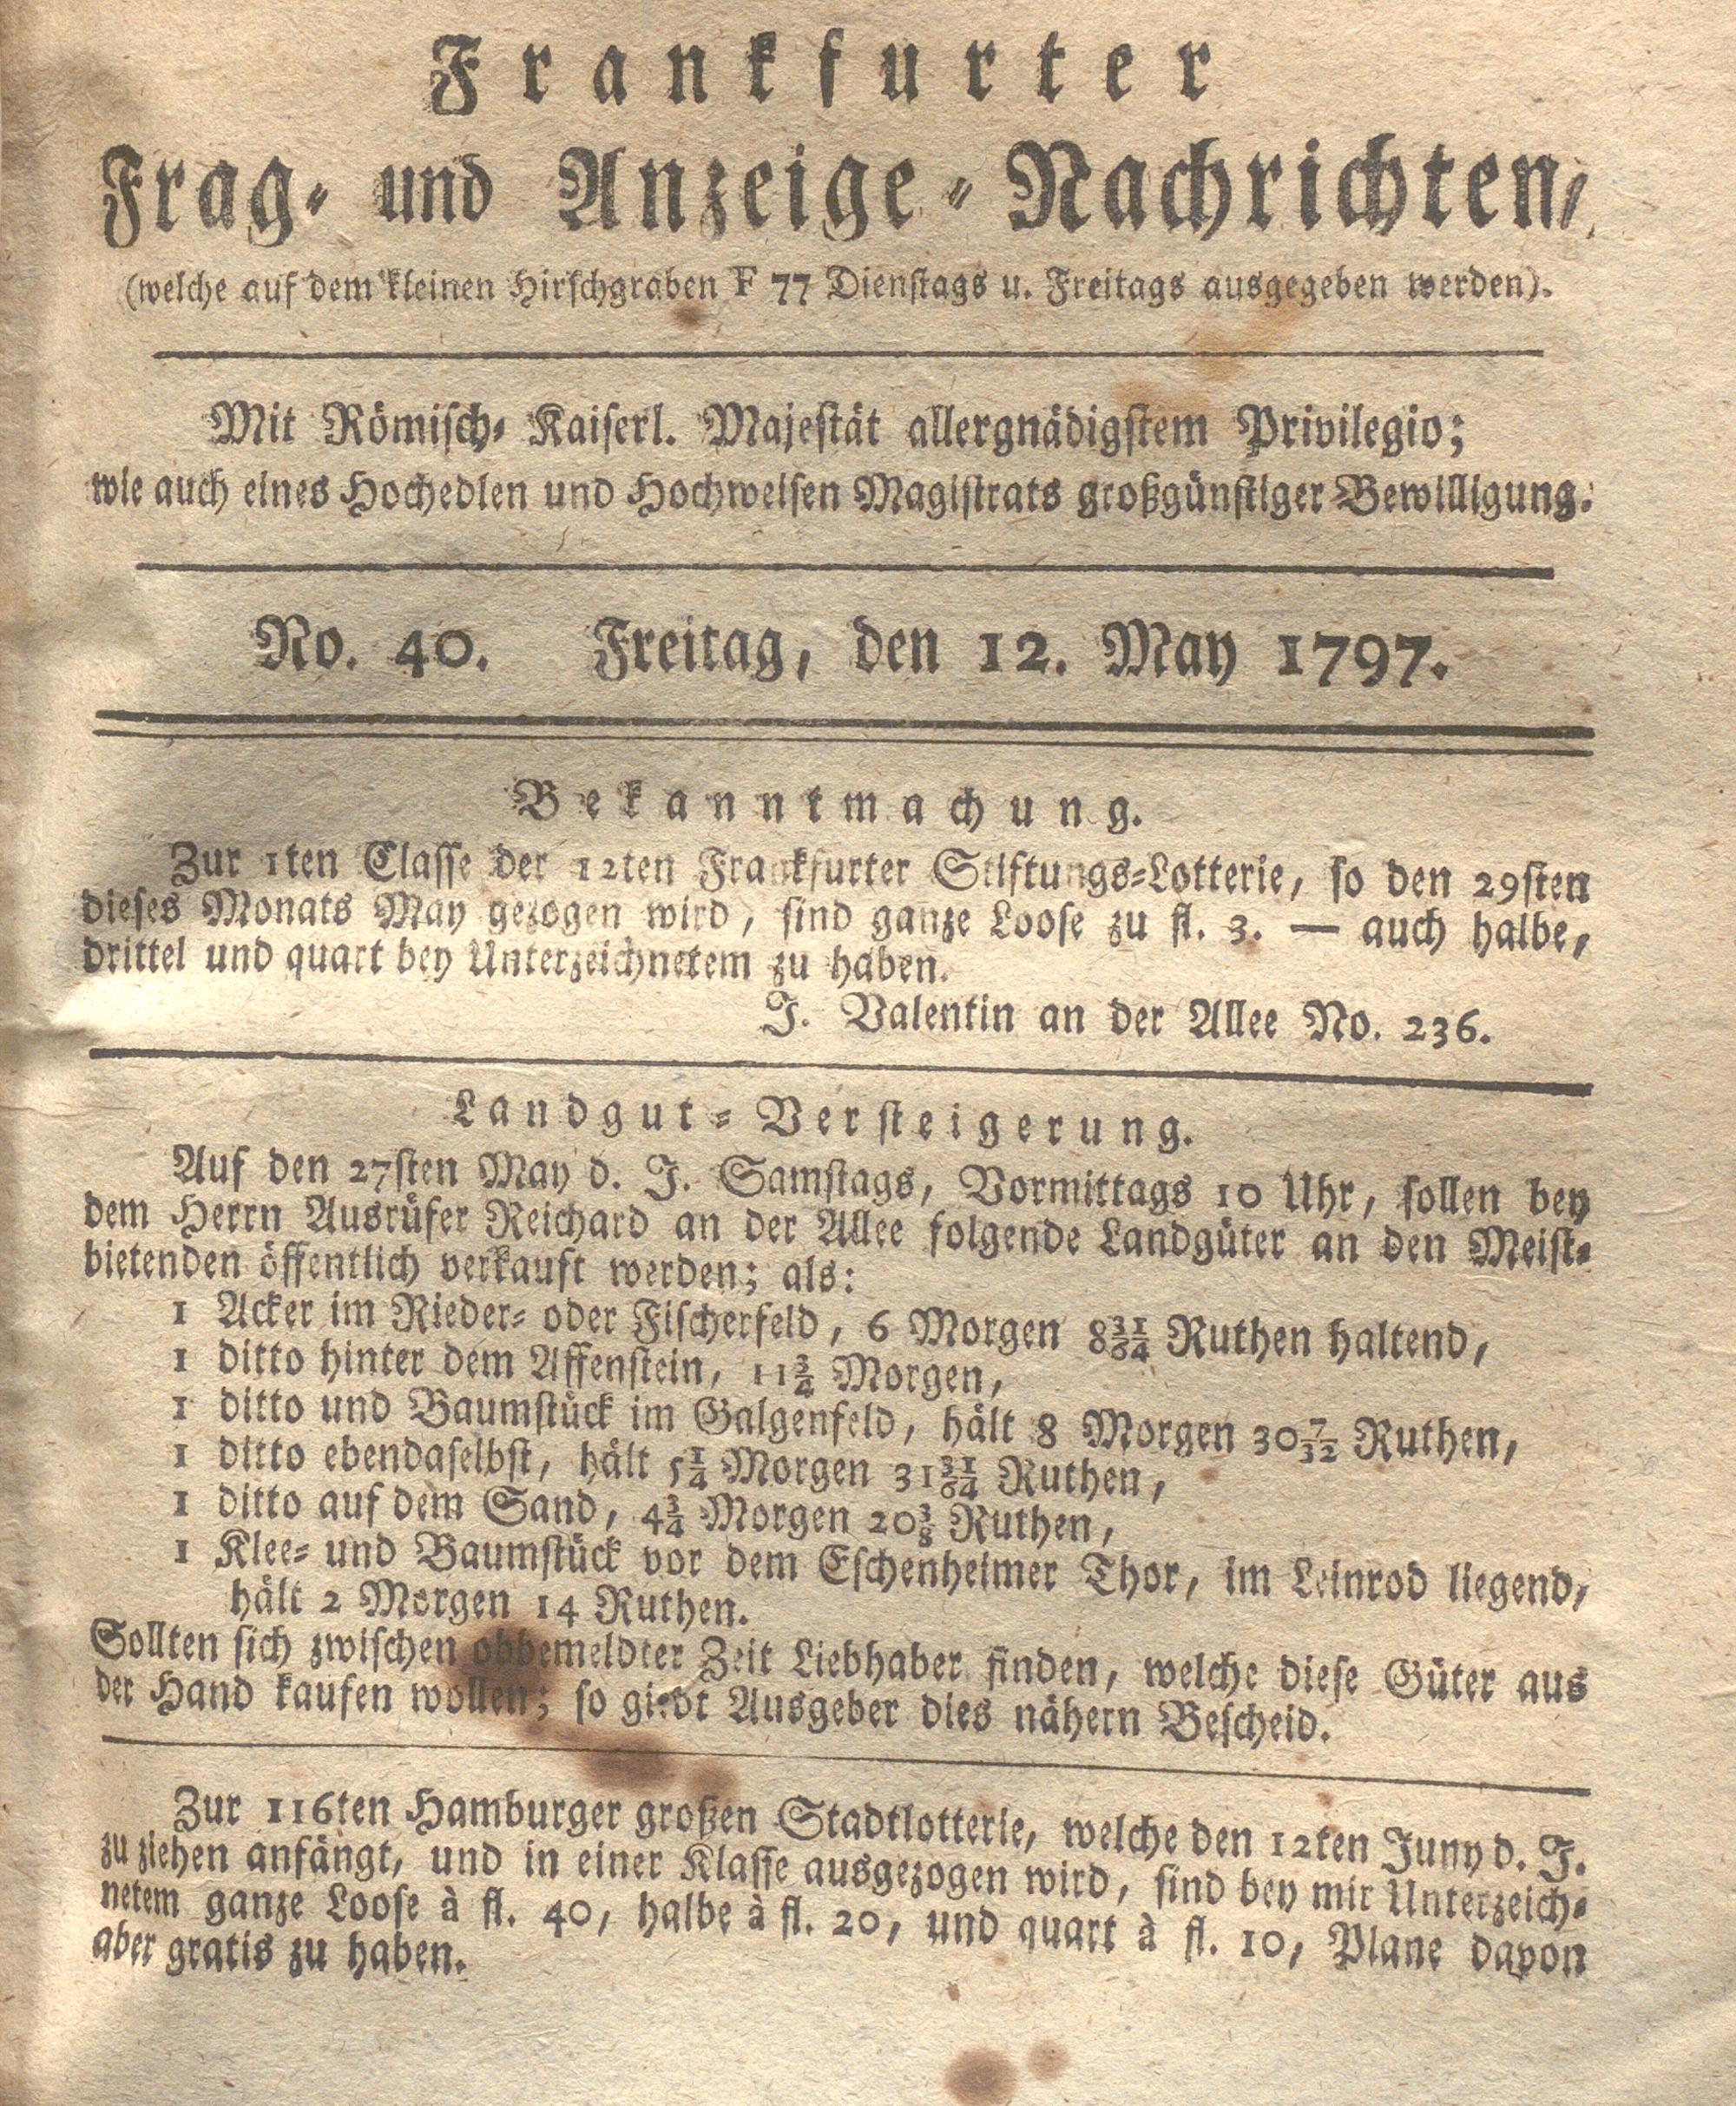 Frankfurter
Frag- und Anzeige-Nachrichten,
(welche auf dem kleinen Hirschgraben F 77 Dienstags u. Freitags ausgegeben werden).
Mit Römisch- Kaiserl. Majestät allergnädigstem Privilegio;
wie auch eines Hochedlen und Hochweisen Magistrats großgünstiger Bewilligung.
No. 40. Freitag, den 12. May 1797.
Bekanntmachung.
Zur 1ten Classe der 12ten Frankfurter Stiftungs-Lotterie, so den 29sten
dieses Monats May gezogen wird, sind ganze Loose zu fl. 3. — auch halbe,
drittel und quart bey Unterzeichnetem zu haben.
J. Valentin an der Allee No. 236.
Landgut-Versteigerung.
Auf den 27sten May d. J. Samstags, Vormittags 10 Uhr, sollen bey
dem Herrn Ausrüfer Reichard an der Allee folgende Landgüter an den Meist-
bietenden öffentlich verkauft werden; als:
1 Acker im Rieder- oder Fischerfeld, 6 Morgen 8 31/64 Ruthen haltend,
1 ditto hinter dem Affenstein, 11 3/4 Morgen,
1 ditto und Baumstück im Galgenfeld, hält 8 Morgen 30 7/32 Ruthen,
1 ditto ebendaselbst, hält 5 1/4 Morgen 31 31/64 Ruthen,
1 ditto auf dem Sand, 4 3/4 Morgen 20 3/8 Ruthen,
1 Klee- und Baumstück vor dem Eschenheimer Thor, im Leinrod liegend,
hält 2 Morgen 14 Ruthen.
Sollten sich zwischen obbemeldter Zeit Liebhaber finden, welche diese Güter aus
der Hand kaufen wollen; so giebt Ausgeber dies nähern Bescheid.
Zur 116ten Hamburger großen Stadtlotterie, welche den 12ten Juny d. J.
zu ziehen anfängt, und in einer Klasse ausgezogen wird, sind bey mir Unterzeich-
netem ganze Loose à fl. 40, halbe à fl. 20, und quart à fl. 10, Plane davon
aber gratis zu haben.